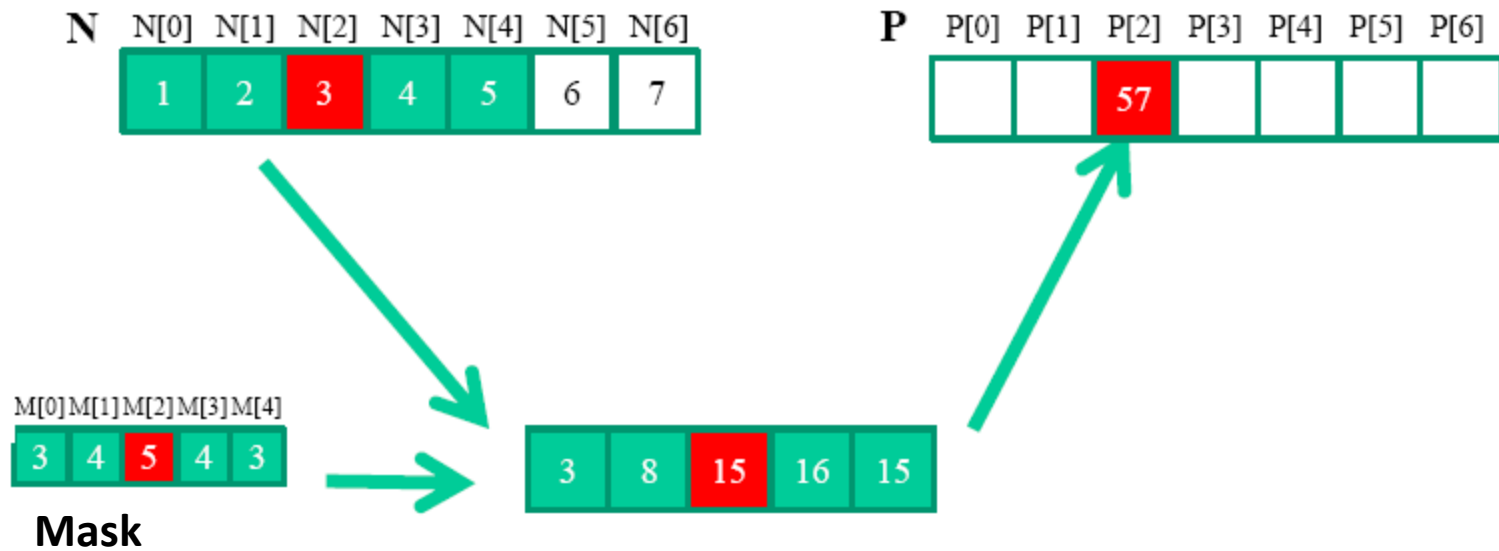 N N[0] N[1] N[2] N[3] N[4] N[5] N[6]
1 2 3 4 5 6 7
P P[0] P[1] P[2] P[3] P[4] P[5] P[6]
57
M[0] M[1] M[2] M[3] M[4]
3 4 5 4 3
Mask
3 8 15 16 15